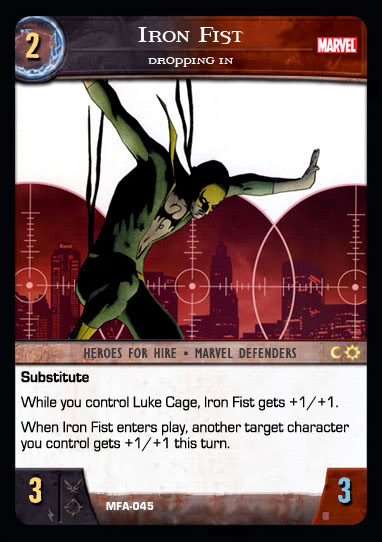 2
IRON FIST
MARVEL
DROPPING IN
HEROES FOR HIRE • MARVEL DEFENDERS
Substitute
While you control Luke Cage, Iron Fist gets +1/+1.
When Iron Fist enters play, another target character
you control gets +1/+1 this turn.
3
MFA-045
3